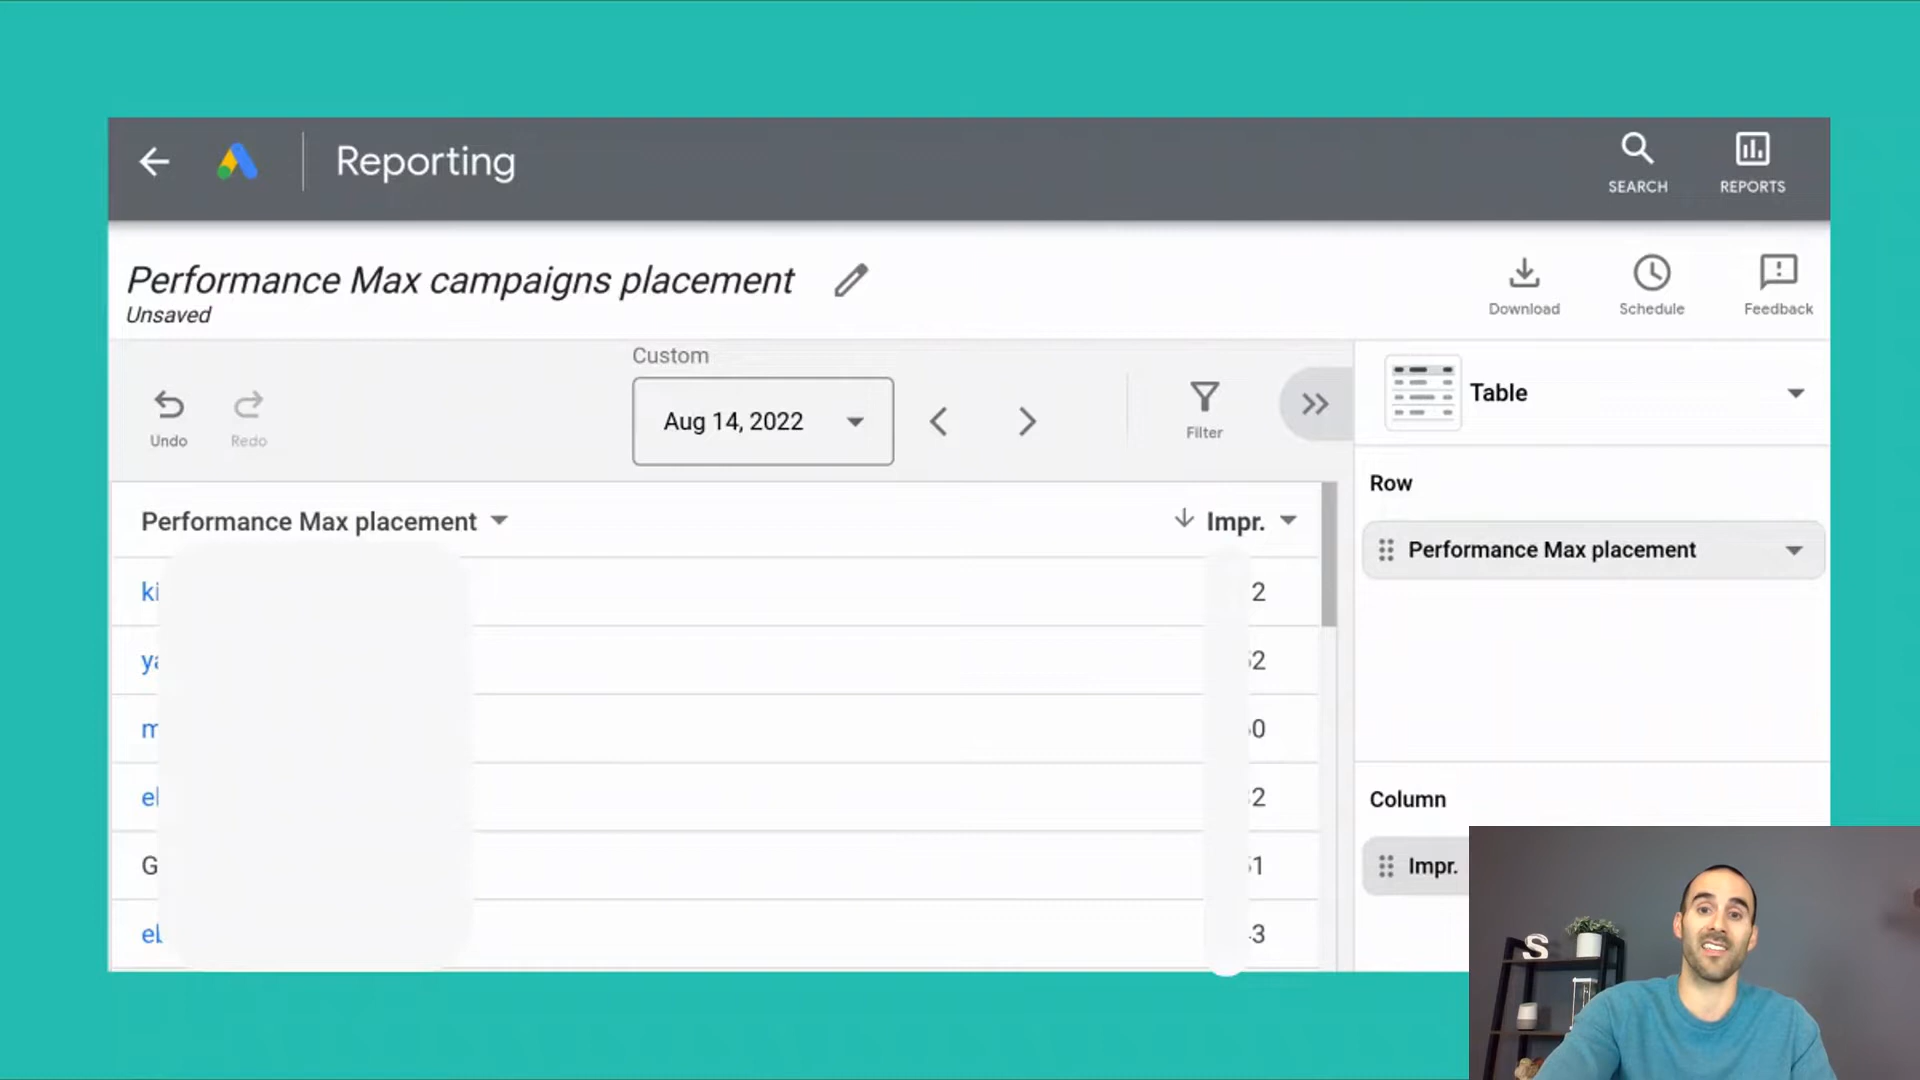 Reporting
SEARCH
REPORTS
Performance Max campaigns placement
Unsaved
Download
Schedule
Feedback
Custom
Undo
Redo
Aug 14, 2022
Filter
Table
Performance Max placement
Impr.
Row
Performance Max placement
ki
2
2
m
0
2
G
1
3
Column
Impr.
S